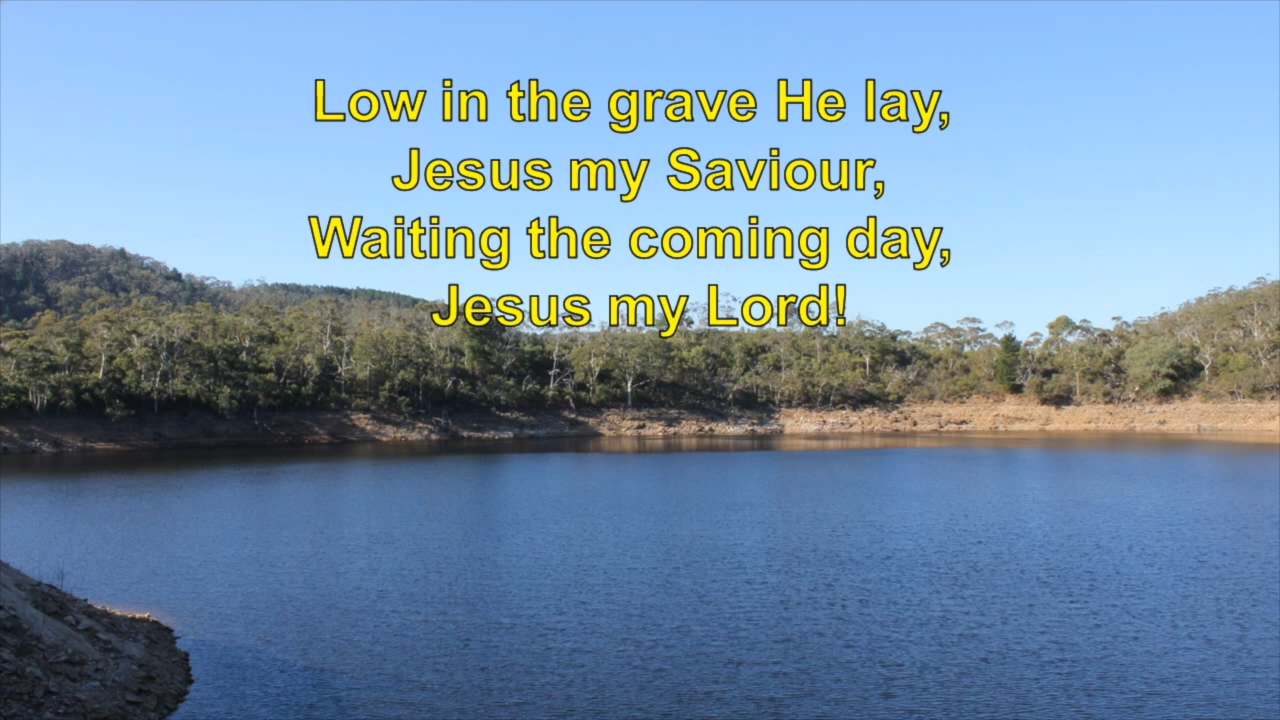 Low in the grave He lay,
Jesus my Saviour,
Waiting the coming day,
Jesus my Lord!